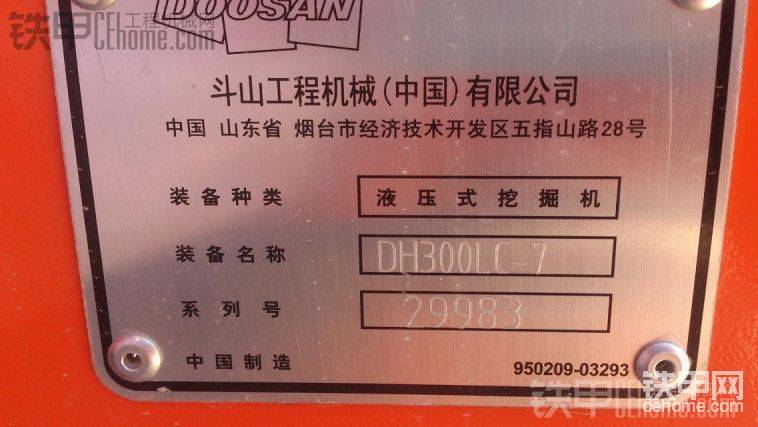 铁甲 工程机械网
CEhome.com
DOOSAN
斗山工程机械(中国)有限公司
中国 山东省 烟台市经济技术开发区五指山路28号
装备种类 液压式挖掘机
装备名称 DH300LC-7
系列号 29983
中国制造 950209-03293
铁甲网
cehome.com